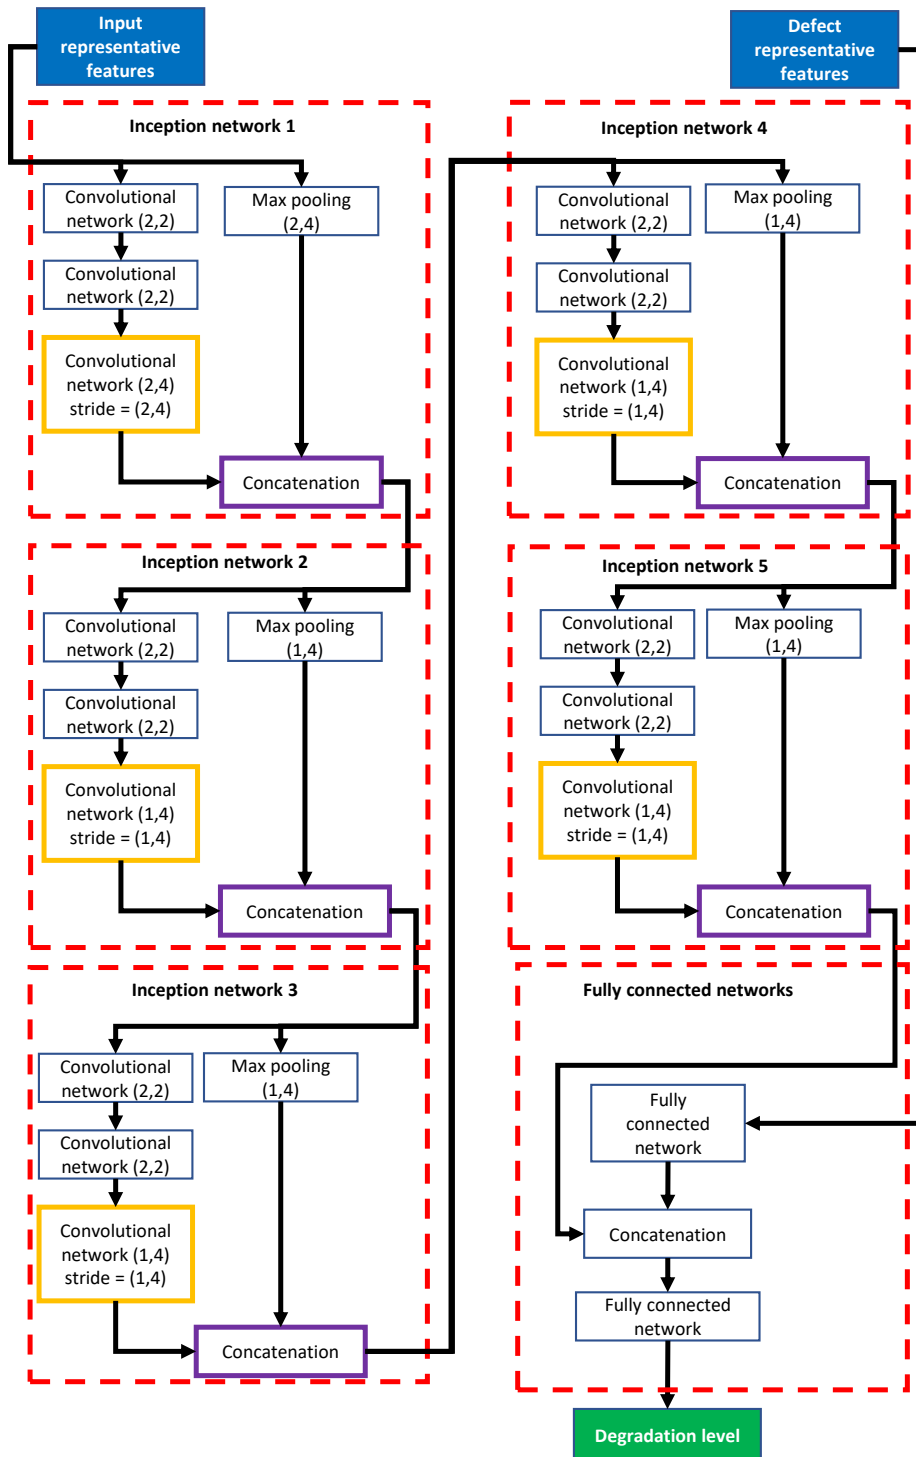 Input
representative
features
Inception network 1
Convolutional
network (2,2)
Max pooling
(2,4)
Convolutional
network (2,2)
Convolutional
network (2,4)
stride = (2,4)
Concatenation
Inception network 2
Convolutional
network (2,2)
Max pooling
(1,4)
Convolutional
network (2,2)
Convolutional
network (1,4)
stride = (1,4)
Concatenation
Inception network 3
Convolutional
network (2,2)
Max pooling
(1,4)
Convolutional
network (2,2)
Convolutional
network (1,4)
stride = (1,4)
Concatenation
Defect
representative
features
Inception network 4
Convolutional
network (2,2)
Max pooling
(1,4)
Convolutional
network (2,2)
Convolutional
network (1,4)
stride = (1,4)
Concatenation
Inception network 5
Convolutional
network (2,2)
Max pooling
(1,4)
Convolutional
network (2,2)
Convolutional
network (1,4)
stride = (1,4)
Concatenation
Fully connected networks
Fully
connected
network
Concatenation
Fully connected
network
Degradation level